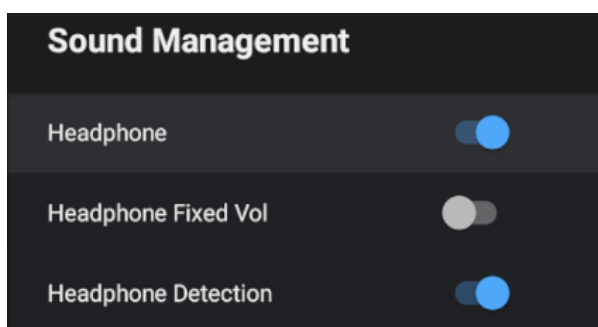 Sound Management
Headphone
Headphone Fixed Vol
Headphone Detection